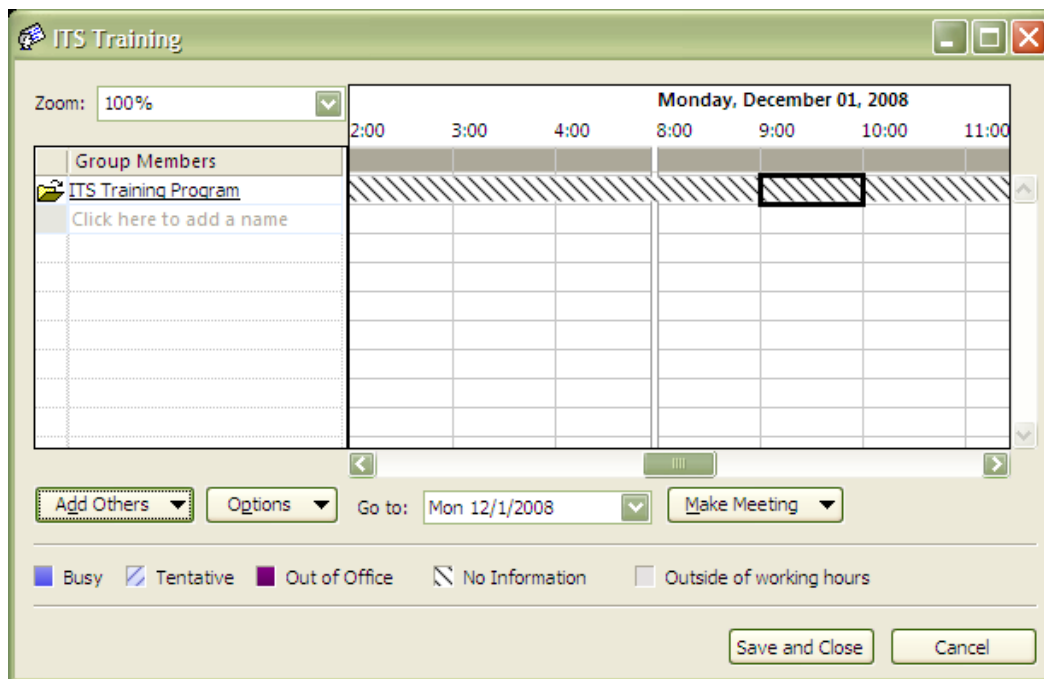 ITS Training
Zoom: 100%
Monday, December 01, 2008
2:00 3:00 4:00 8:00 9:00 10:00 11:00
Group Members
ITS Training Program
Click here to add a name
Add Others Options Go to: Mon 12/1/2008 Make Meeting
Busy Tentative Out of Office No Information Outside of working hours
Save and Close Cancel